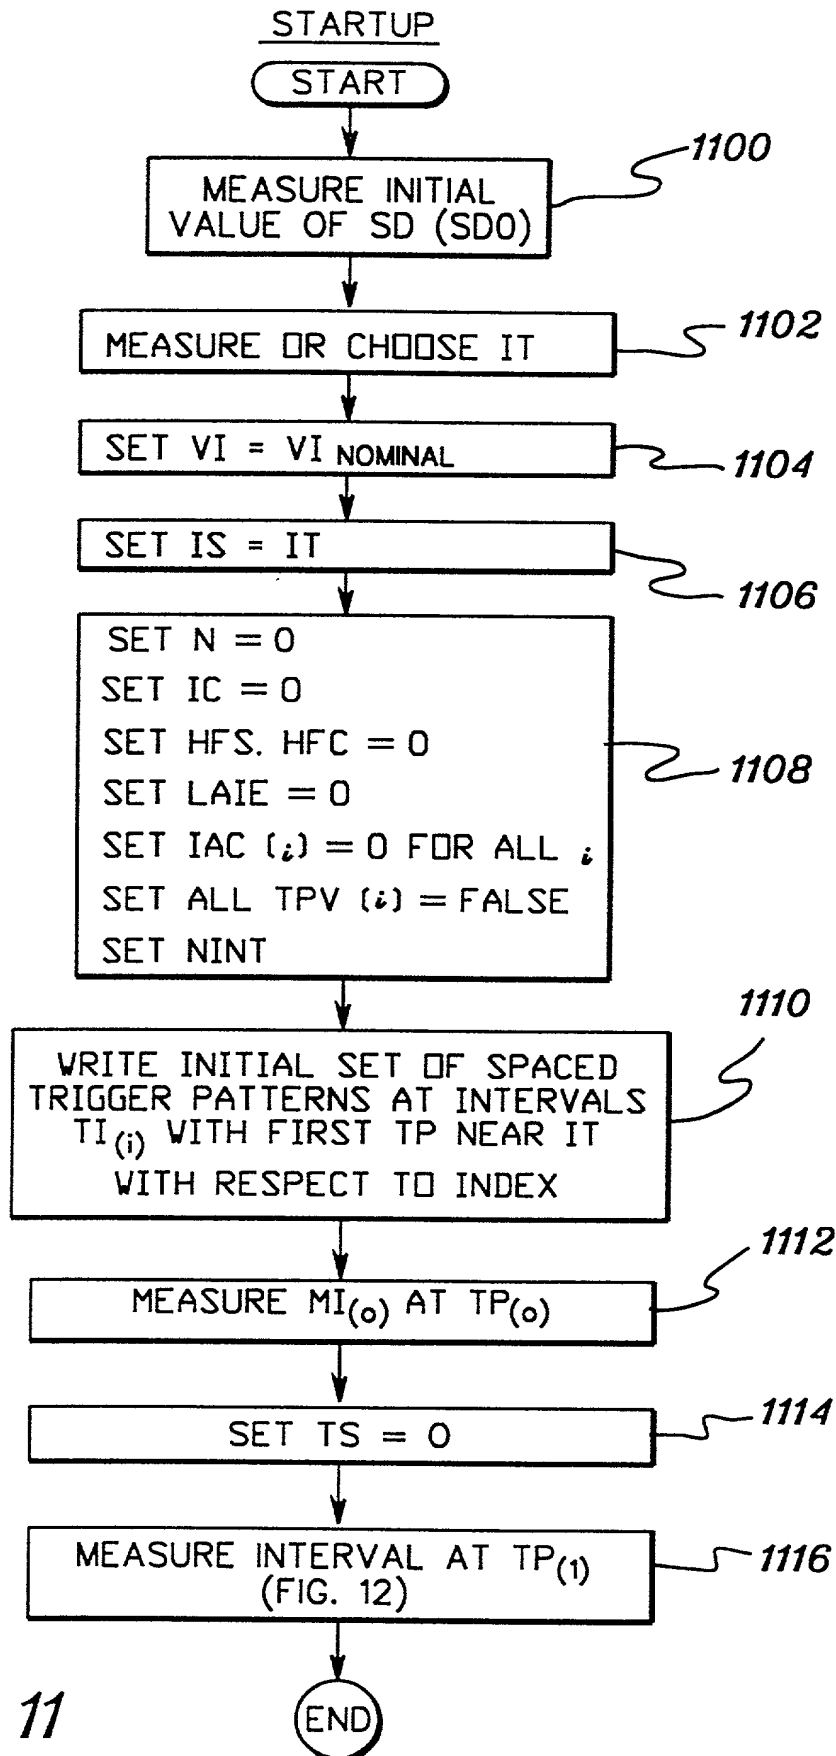 STARTUP
START
1100
MEASURE INITIAL
VALUE OF SD (SD0)
1102
MEASURE OR CHOOSE IT
SET VI = VI NOMINAL
1104
SET IS = IT
1106
SET N = 0
SET IC = 0
SET HFS. HFC = 0
1108
SET LAIE = 0
SET IAC (i) = 0 FOR ALL i
SET ALL TPV (i) = FALSE
SET NINT
1110
WRITE INITIAL SET OF SPACED
TRIGGER PATTERNS AT INTERVALS
TI(i) WITH FIRST TP NEAR IT
WITH RESPECT TO INDEX
1112
MEASURE MI(o) AT TP(o)
1114
SET TS = 0
MEASURE INTERVAL AT TP(1)
(FIG. 12)
1116
11
END